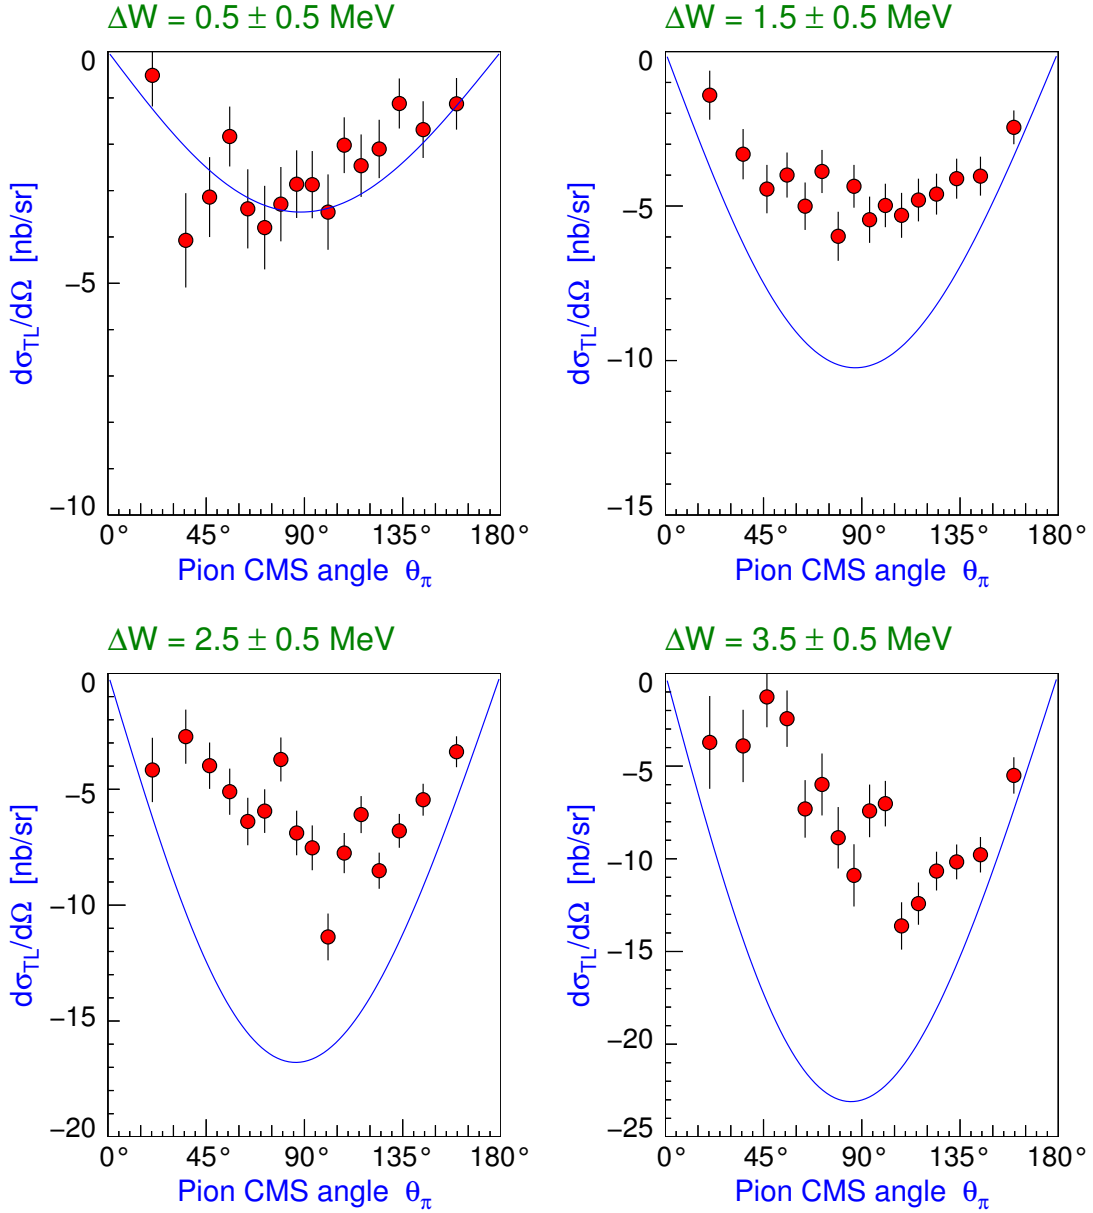 ΔW = 0.5 ± 0.5 MeV
0
−5
−10
dσTL/dΩ [nb/sr]
0° 45° 90° 135° 180°
Pion CMS angle θπ
ΔW = 1.5 ± 0.5 MeV
0
−5
−10
−15
dσTL/dΩ [nb/sr]
0° 45° 90° 135° 180°
Pion CMS angle θπ
ΔW = 2.5 ± 0.5 MeV
0
−5
−10
−15
−20
dσTL/dΩ [nb/sr]
0° 45° 90° 135° 180°
Pion CMS angle θπ
ΔW = 3.5 ± 0.5 MeV
0
−5
−10
−15
−20
−25
dσTL/dΩ [nb/sr]
0° 45° 90° 135° 180°
Pion CMS angle θπ